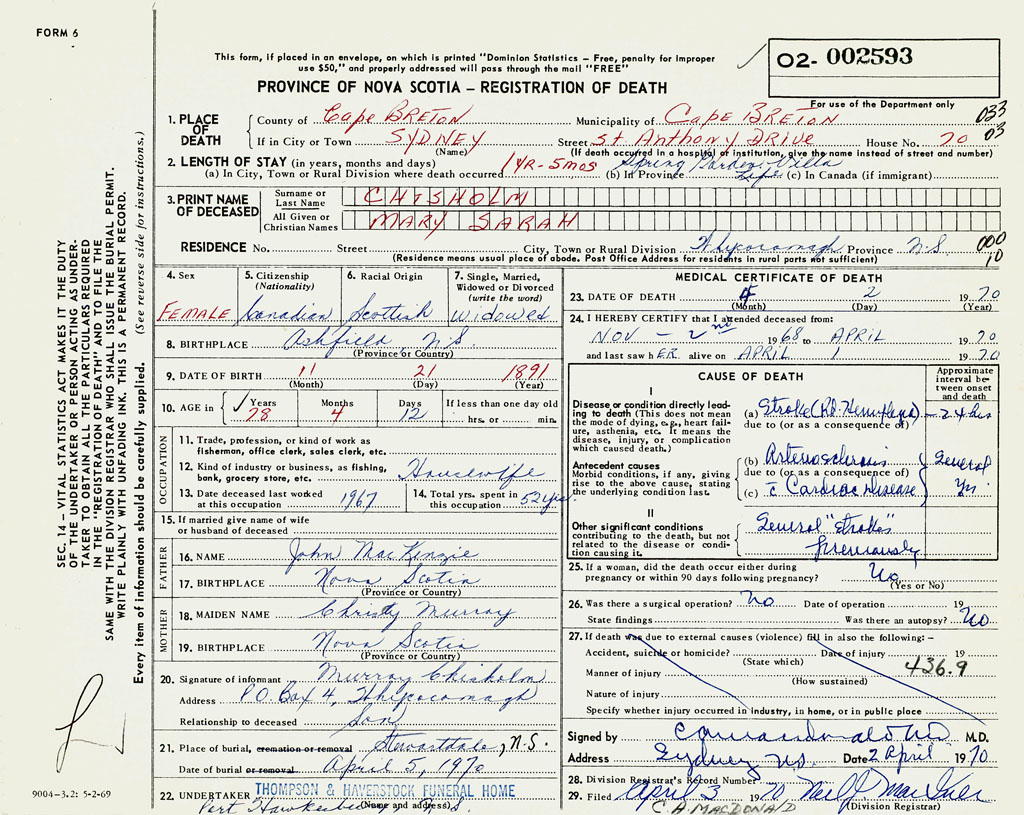 FORM 6
This form, if placed in an envelope, on which is printed "Dominion Statistics – Free, penalty for improper
use $50," and properly addressed will pass through the mail "FREE"
02- 002593
PROVINCE OF NOVA SCOTIA – REGISTRATION OF DEATH
For use of the Department only
1. PLACE OF DEATH
County of Cape BRETON Municipality of Cape BRETON 033
If in City or Town SYDNEY Street St Anthony DRIVE House No. 70 03
(Name) (If death occurred in a hospital or institution, give the name instead of street and number)
2. LENGTH OF STAY (in years, months and days) Spring Garden Villa
(a) In City, Town or Rural Division where death occurred 1 YR-5mos (b) In Province Life (c) In Canada (if immigrant)
3. PRINT NAME OF DECEASED
Surname or Last Name CHISHOLM
All Given or Christian Names MARY SARAH
RESIDENCE No. Street City, Town or Rural Division Whycocomagh Province N.S. 000
(Residence means usual place of abode. Post Office Address for residents in rural parts not sufficient) 10
4. Sex 5. Citizenship (Nationality) 6. Racial Origin 7. Single, Married, Widowed or Divorced (write the word)
FEMALE Canadian Scottish Widowed
8. BIRTHPLACE Ashfield, N.S.
(Province or Country)
9. DATE OF BIRTH 11 21 1891
(Month) (Day) (Year)
10. AGE in Years Months Days If less than one day old
78 4 12 hrs. or min.
OCCUPATION
11. Trade, profession, or kind of work as
fisherman, office clerk, sales clerk, etc.
12. Kind of industry or business, as fishing,
bank, grocery store, etc. Housewife
13. Date deceased last worked
at this occupation 1967
14. Total yrs. spent in
this occupation 52 yrs.
15. If married give name of wife
or husband of deceased
FATHER
16. NAME John MacKenzie
17. BIRTHPLACE Nova Scotia
(Province or Country)
MOTHER
18. MAIDEN NAME Christy Murray
19. BIRTHPLACE Nova Scotia
(Province or Country)
20. Signature of informant Murray Chisholm
Address P.O. Box 4, Whycocomagh
Relationship to deceased Son
21. Place of burial, cremation or removal Stewartdale, N.S.
Date of burial or removal April 5, 1970
22. UNDERTAKER THOMPSON & HAVERSTOCK FUNERAL HOME
(Name and address)
Port Hawkesbury N.S.
MEDICAL CERTIFICATE OF DEATH
23. DATE OF DEATH 4 2 1970
(Month) (Day) (Year)
24. I HEREBY CERTIFY that I attended deceased from:
NOV – 2nd 1968 to APRIL 1970
and last saw h ER alive on APRIL 1 1970
CAUSE OF DEATH
Approximate interval between onset and death
I
Disease or condition directly leading to death (This does not mean the mode of dying, e.g., heart failure, asthenia, etc. It means the disease, injury, or complication which caused death.)
(a) Stroke (Rt. Hemipleg) – 24 hrs
due to (or as a consequence of)
Antecedent causes
Morbid conditions, if any, giving rise to the above cause, stating the underlying condition last.
(b) Arteriosclerosis
due to (or as a consequence of)
(c) c Cardiac Disease
Several Yrs
II
Other significant conditions
contributing to the death, but not related to the disease or condition causing it.
Several "strokes"
previously
25. If a woman, did the death occur either during
pregnancy or within 90 days following pregnancy? No
(Yes or No)
26. Was there a surgical operation? No Date of operation 19
State findings Was there an autopsy? No
27. If death was due to external causes (violence) fill in also the following: –
Accident, suicide or homicide? Date of injury 19
(State which)
436.9
Manner of injury
(How sustained)
Nature of injury
Specify whether injury occurred in industry, in home, or in public place
Signed by CAMacdonald MD M.D.
Address Sydney N.S. Date 2 April 1970
28. Division Registrar's Record Number
29. Filed April 3 1970
(Division Registrar)
C.A. MACDONALD
SEC. 14 – VITAL STATISTICS ACT MAKES IT THE DUTY
OF THE UNDERTAKER OR PERSON ACTING AS UNDER-
TAKER TO OBTAIN ALL THE PARTICULARS REQUIRED
IN THE "REGISTRATION OF DEATH" AND TO FILE THE
SAME WITH THE DIVISION REGISTRAR WHO SHALL ISSUE THE BURIAL PERMIT.
WRITE PLAINLY WITH UNFADING INK. THIS IS A PERMANENT RECORD.
Every item of information should be carefully supplied. (See reverse side for instructions.)
9004-3.2: 5-2-69